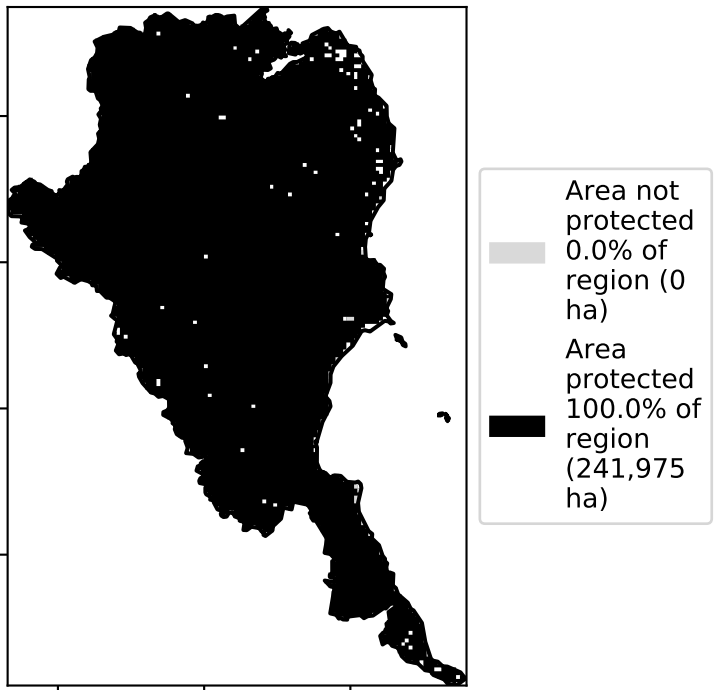 Area not
protected
0.0% of
region (0
ha)
Area
protected
100.0% of
region
(241,975
ha)